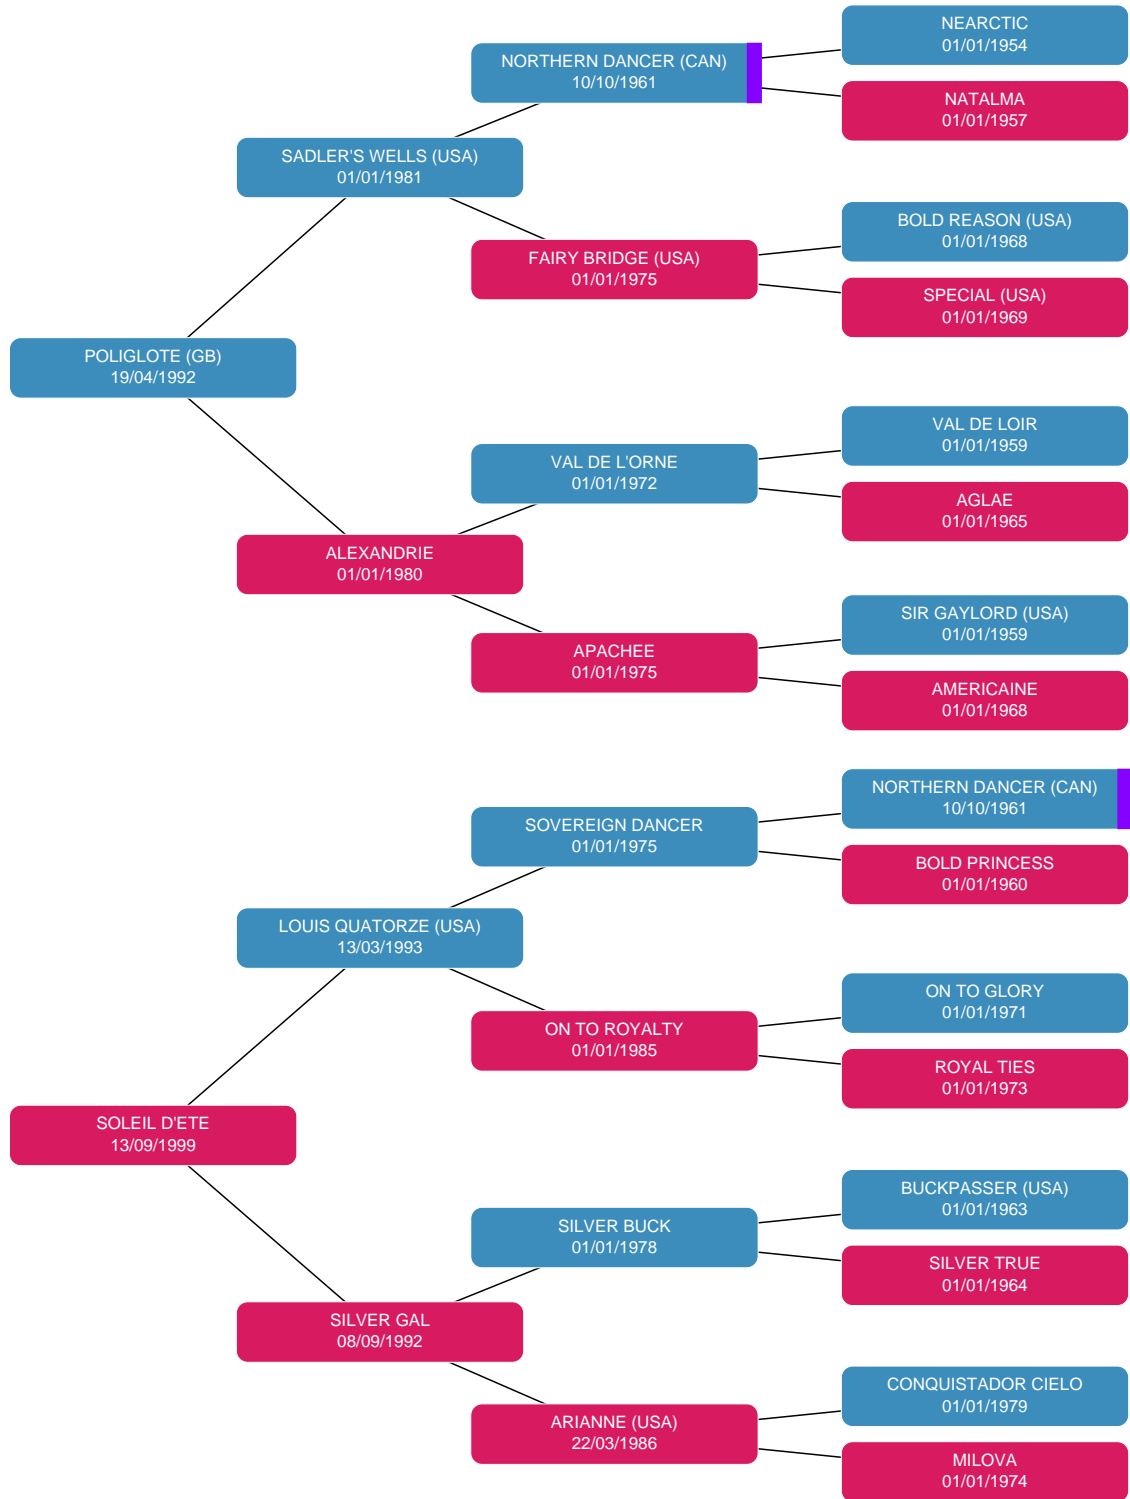 NEARCTIC
01/01/1954
NORTHERN DANCER (CAN)
10/10/1961
NATALMA
01/01/1957
SADLER'S WELLS (USA)
01/01/1981
BOLD REASON (USA)
01/01/1968
FAIRY BRIDGE (USA)
01/01/1975
SPECIAL (USA)
01/01/1969
POLIGLOTE (GB)
19/04/1992
VAL DE LOIR
01/01/1959
VAL DE L'ORNE
01/01/1972
AGLAE
01/01/1965
ALEXANDRIE
01/01/1980
SIR GAYLORD (USA)
01/01/1959
APACHEE
01/01/1975
AMERICAINE
01/01/1968
NORTHERN DANCER (CAN)
10/10/1961
SOVEREIGN DANCER
01/01/1975
BOLD PRINCESS
01/01/1960
LOUIS QUATORZE (USA)
13/03/1993
ON TO GLORY
01/01/1971
ON TO ROYALTY
01/01/1985
ROYAL TIES
01/01/1973
SOLEIL D'ETE
13/09/1999
BUCKPASSER (USA)
01/01/1963
SILVER BUCK
01/01/1978
SILVER TRUE
01/01/1964
SILVER GAL
08/09/1992
CONQUISTADOR CIELO
01/01/1979
ARIANNE (USA)
22/03/1986
MILOVA
01/01/1974